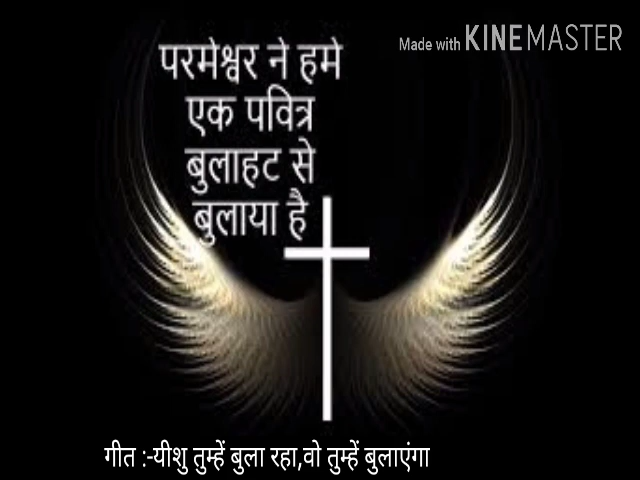 Made with KINEMASTER
परमेश्वर ने हमे
एक पवित्र
बुलाहट से
बुलाया है
गीत :-यीशु तुम्हें बुला रहा,वो तुम्हें बुलाएंगा